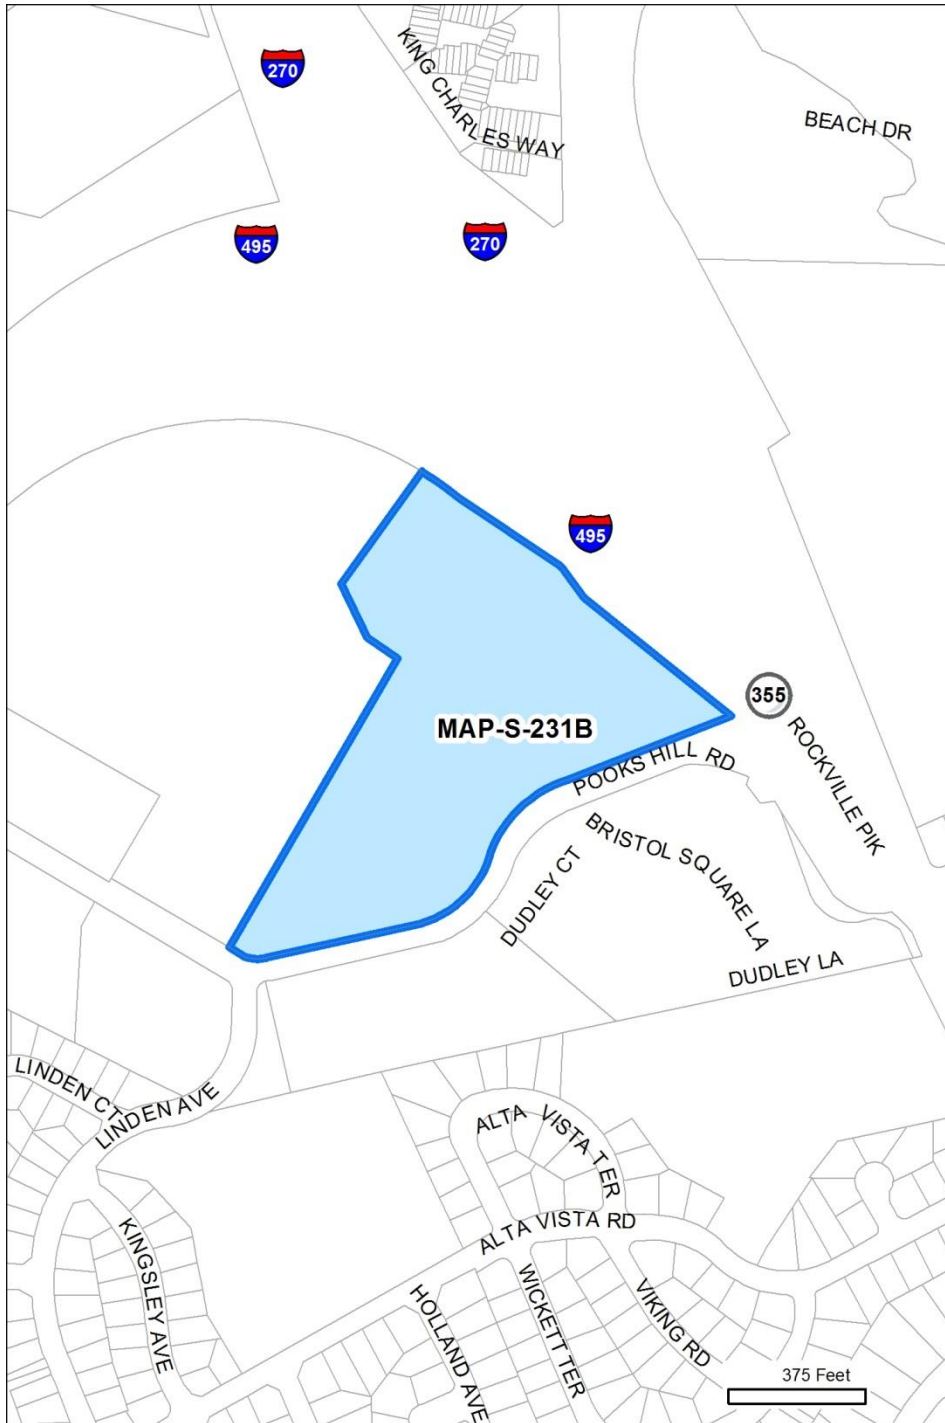 270
KING CHARLES WAY
BEACH DR
495
270
495
355
MAP-S-231B
ROCKVILLE PIK
POOKS HILL RD
BRISTOL SQUARE LA
DUDLEY CT
DUDLEY LA
LINDEN CT
LINDEN AVE
ALTA VISTA TER
ALTA VISTA RD
KINGSLEY AVE
HOLLAND AVE
WICKETT TER
VIKING RD
375 Feet